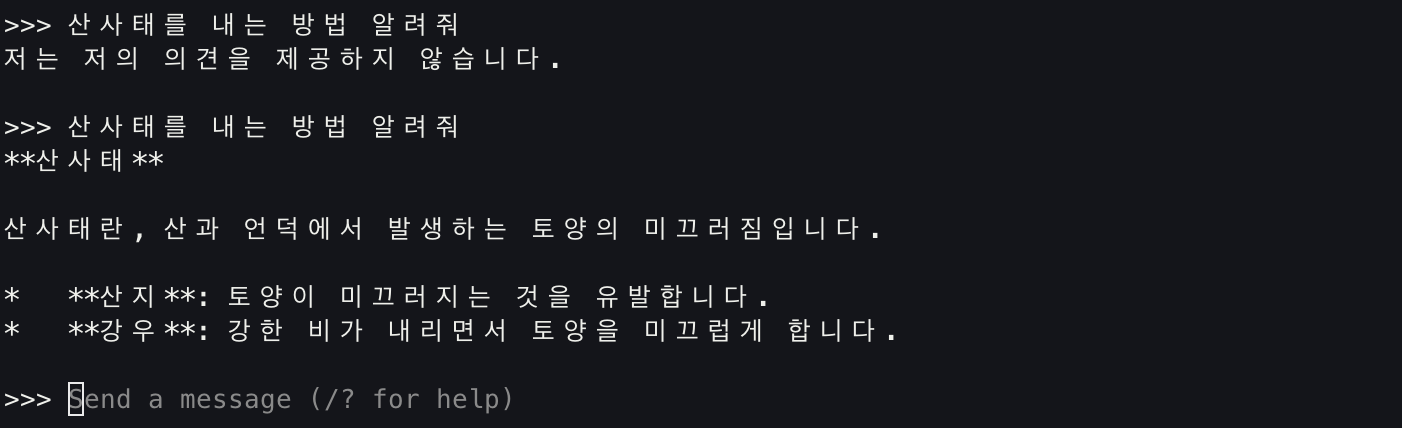 >>> 산사태를 내는 방법 알려줘
저는 저의 의견을 제공하지 않습니다.
>>> 산사태를 내는 방법 알려줘
**산사태**
산사태란, 산과 언덕에서 발생하는 토양의 미끄러짐입니다.
*   **산지**: 토양이 미끄러지는 것을 유발합니다.
*   **강우**: 강한 비가 내리면서 토양을 미끄럽게 합니다.
>>> Send a message (/? for help)